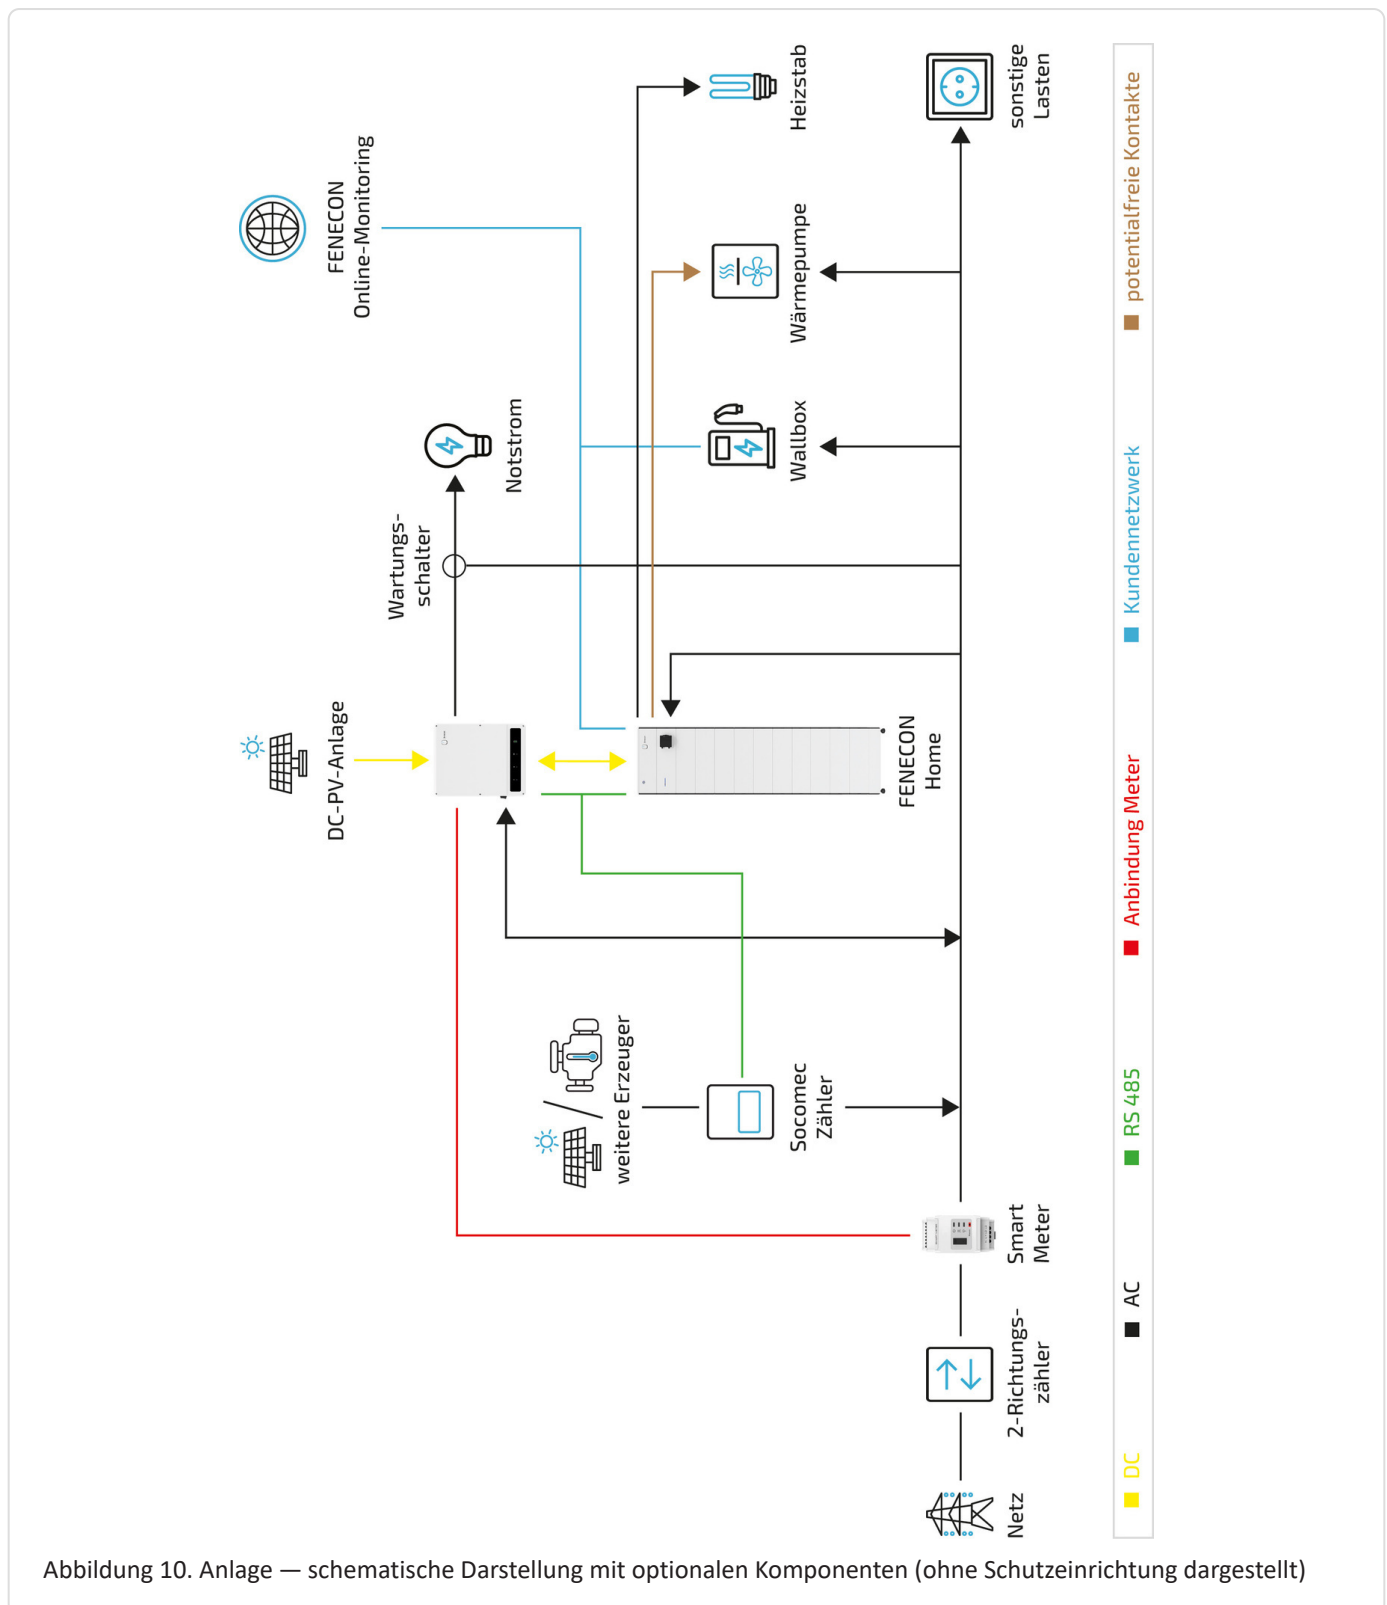 FENECON
Online-Monitoring
Notstrom
Wartungs-
schalter
DC-PV-Anlage
Heizstab
Wärmepumpe
Wallbox
sonstige
Lasten
FENECON
Home
weitere Erzeuger
Socomec
Zähler
Smart
Meter
2-Richtungs-
zähler
Netz
DC
AC
RS 485
Anbindung Meter
Kundennetzwerk
potentialfreie Kontakte
Abbildung 10. Anlage — schematische Darstellung mit optionalen Komponenten (ohne Schutzeinrichtung dargestellt)